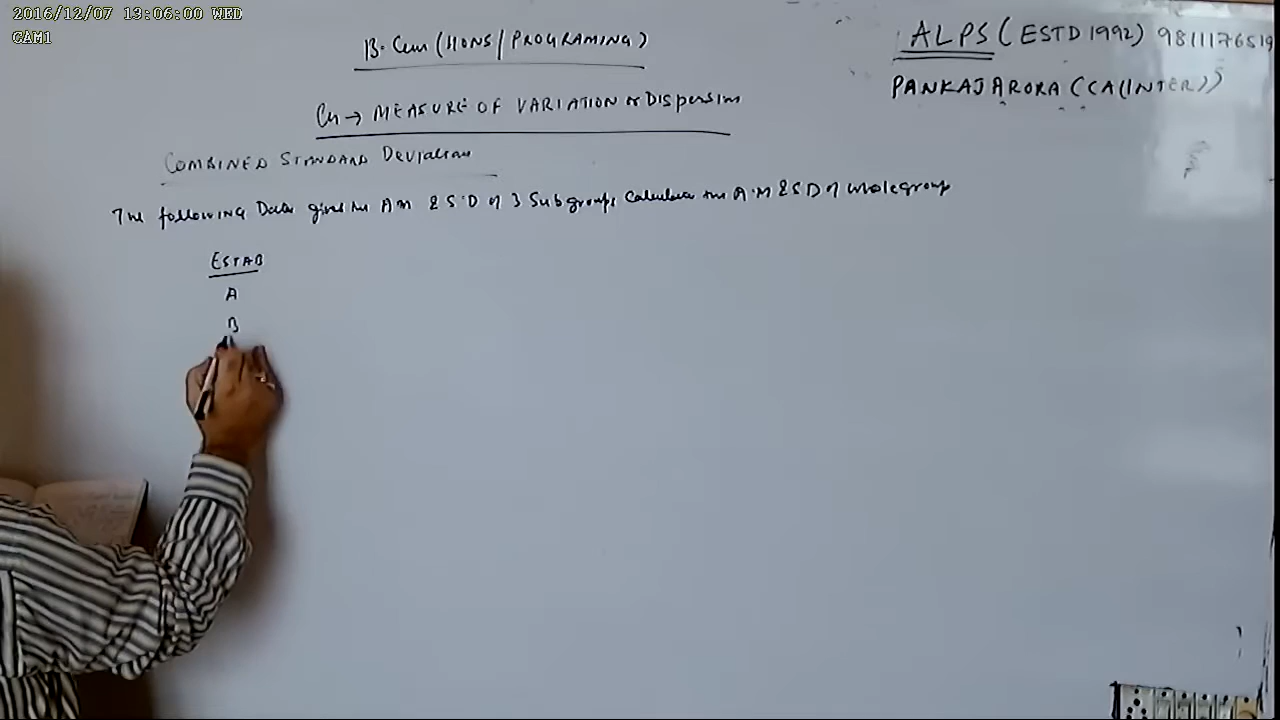 2016/12/07 13:06:00 WED
CAM1
B.Com (HONS/PROGRAMING)
ALPS (ESTD 1992) 9811176519
PANKAJ ARORA (CA(INTER))
Ch → MEASURE OF VARIATION or Dispersion
COMBINED STANDARD Deviation
The following Data gives the AM & S.D of 3 Subgroups Calculate the A.M & SD of whole group
ESTAB
A
B